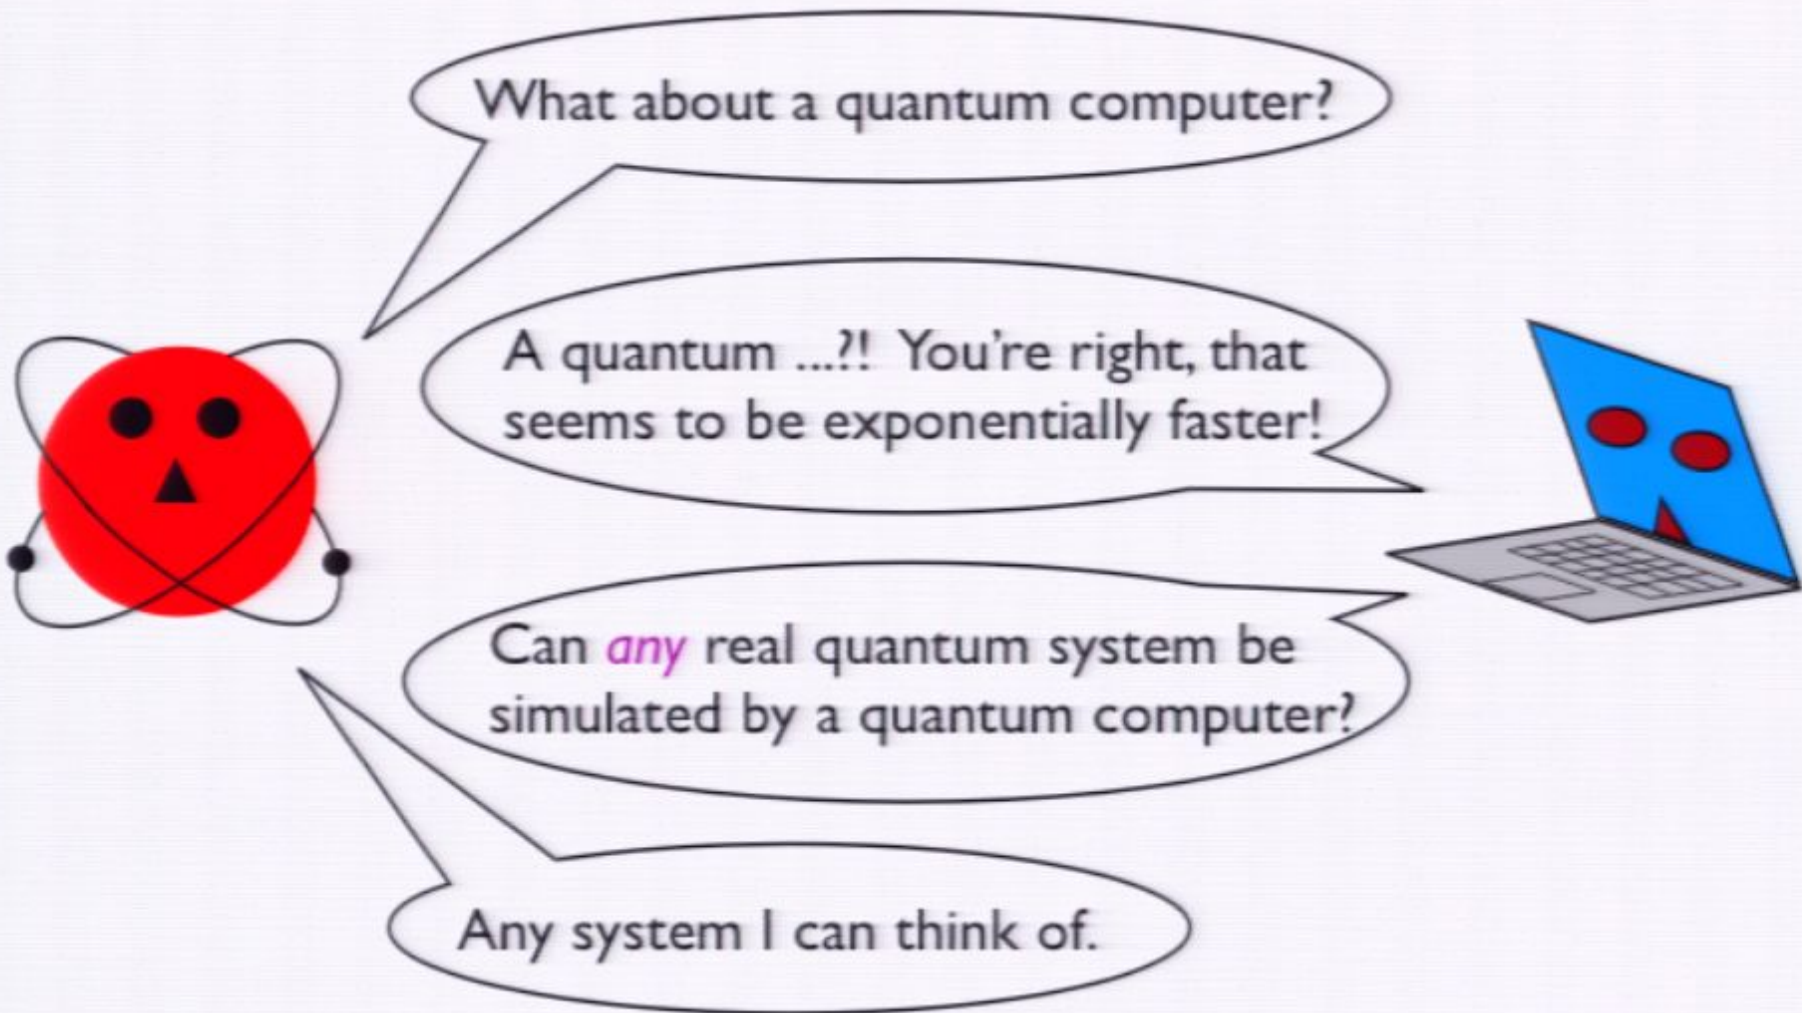 What about a quantum computer?
A quantum ...?! You're right, that
seems to be exponentially faster!
Can any real quantum system be
simulated by a quantum computer?
Any system I can think of.